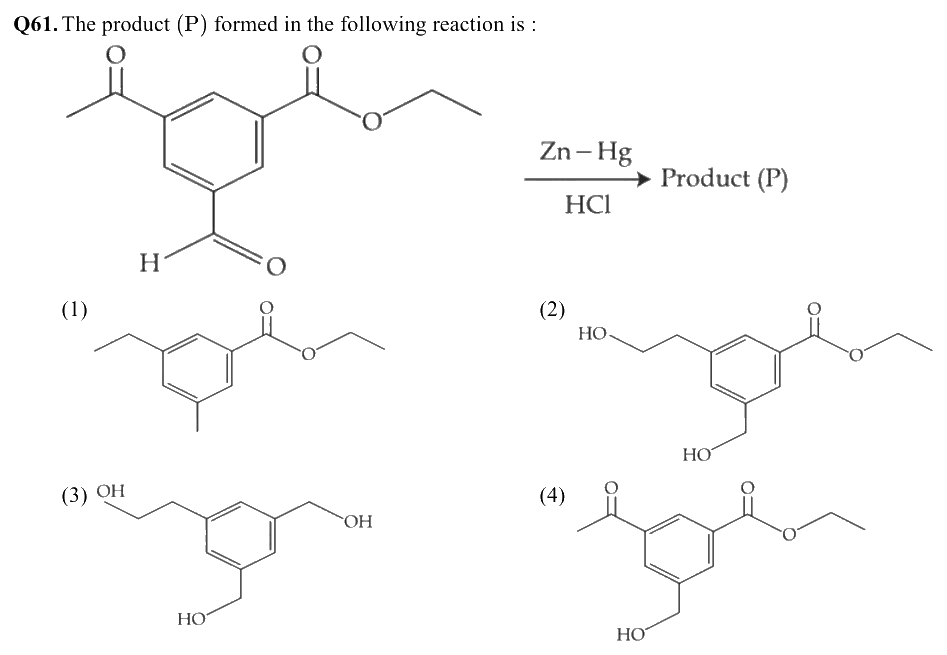 Q61. The product (P) formed in the following reaction is :
O O
O
Zn – Hg
Product (P)
HCl
H O
(1) O
O
(2) O
HO
O
HO
(3) OH
OH
HO
(4) O O
O
HO